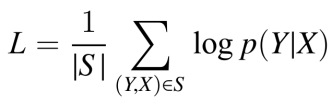 L = \frac{1}{|S|} \sum_{(Y,X) \in S} \log p(Y|X)